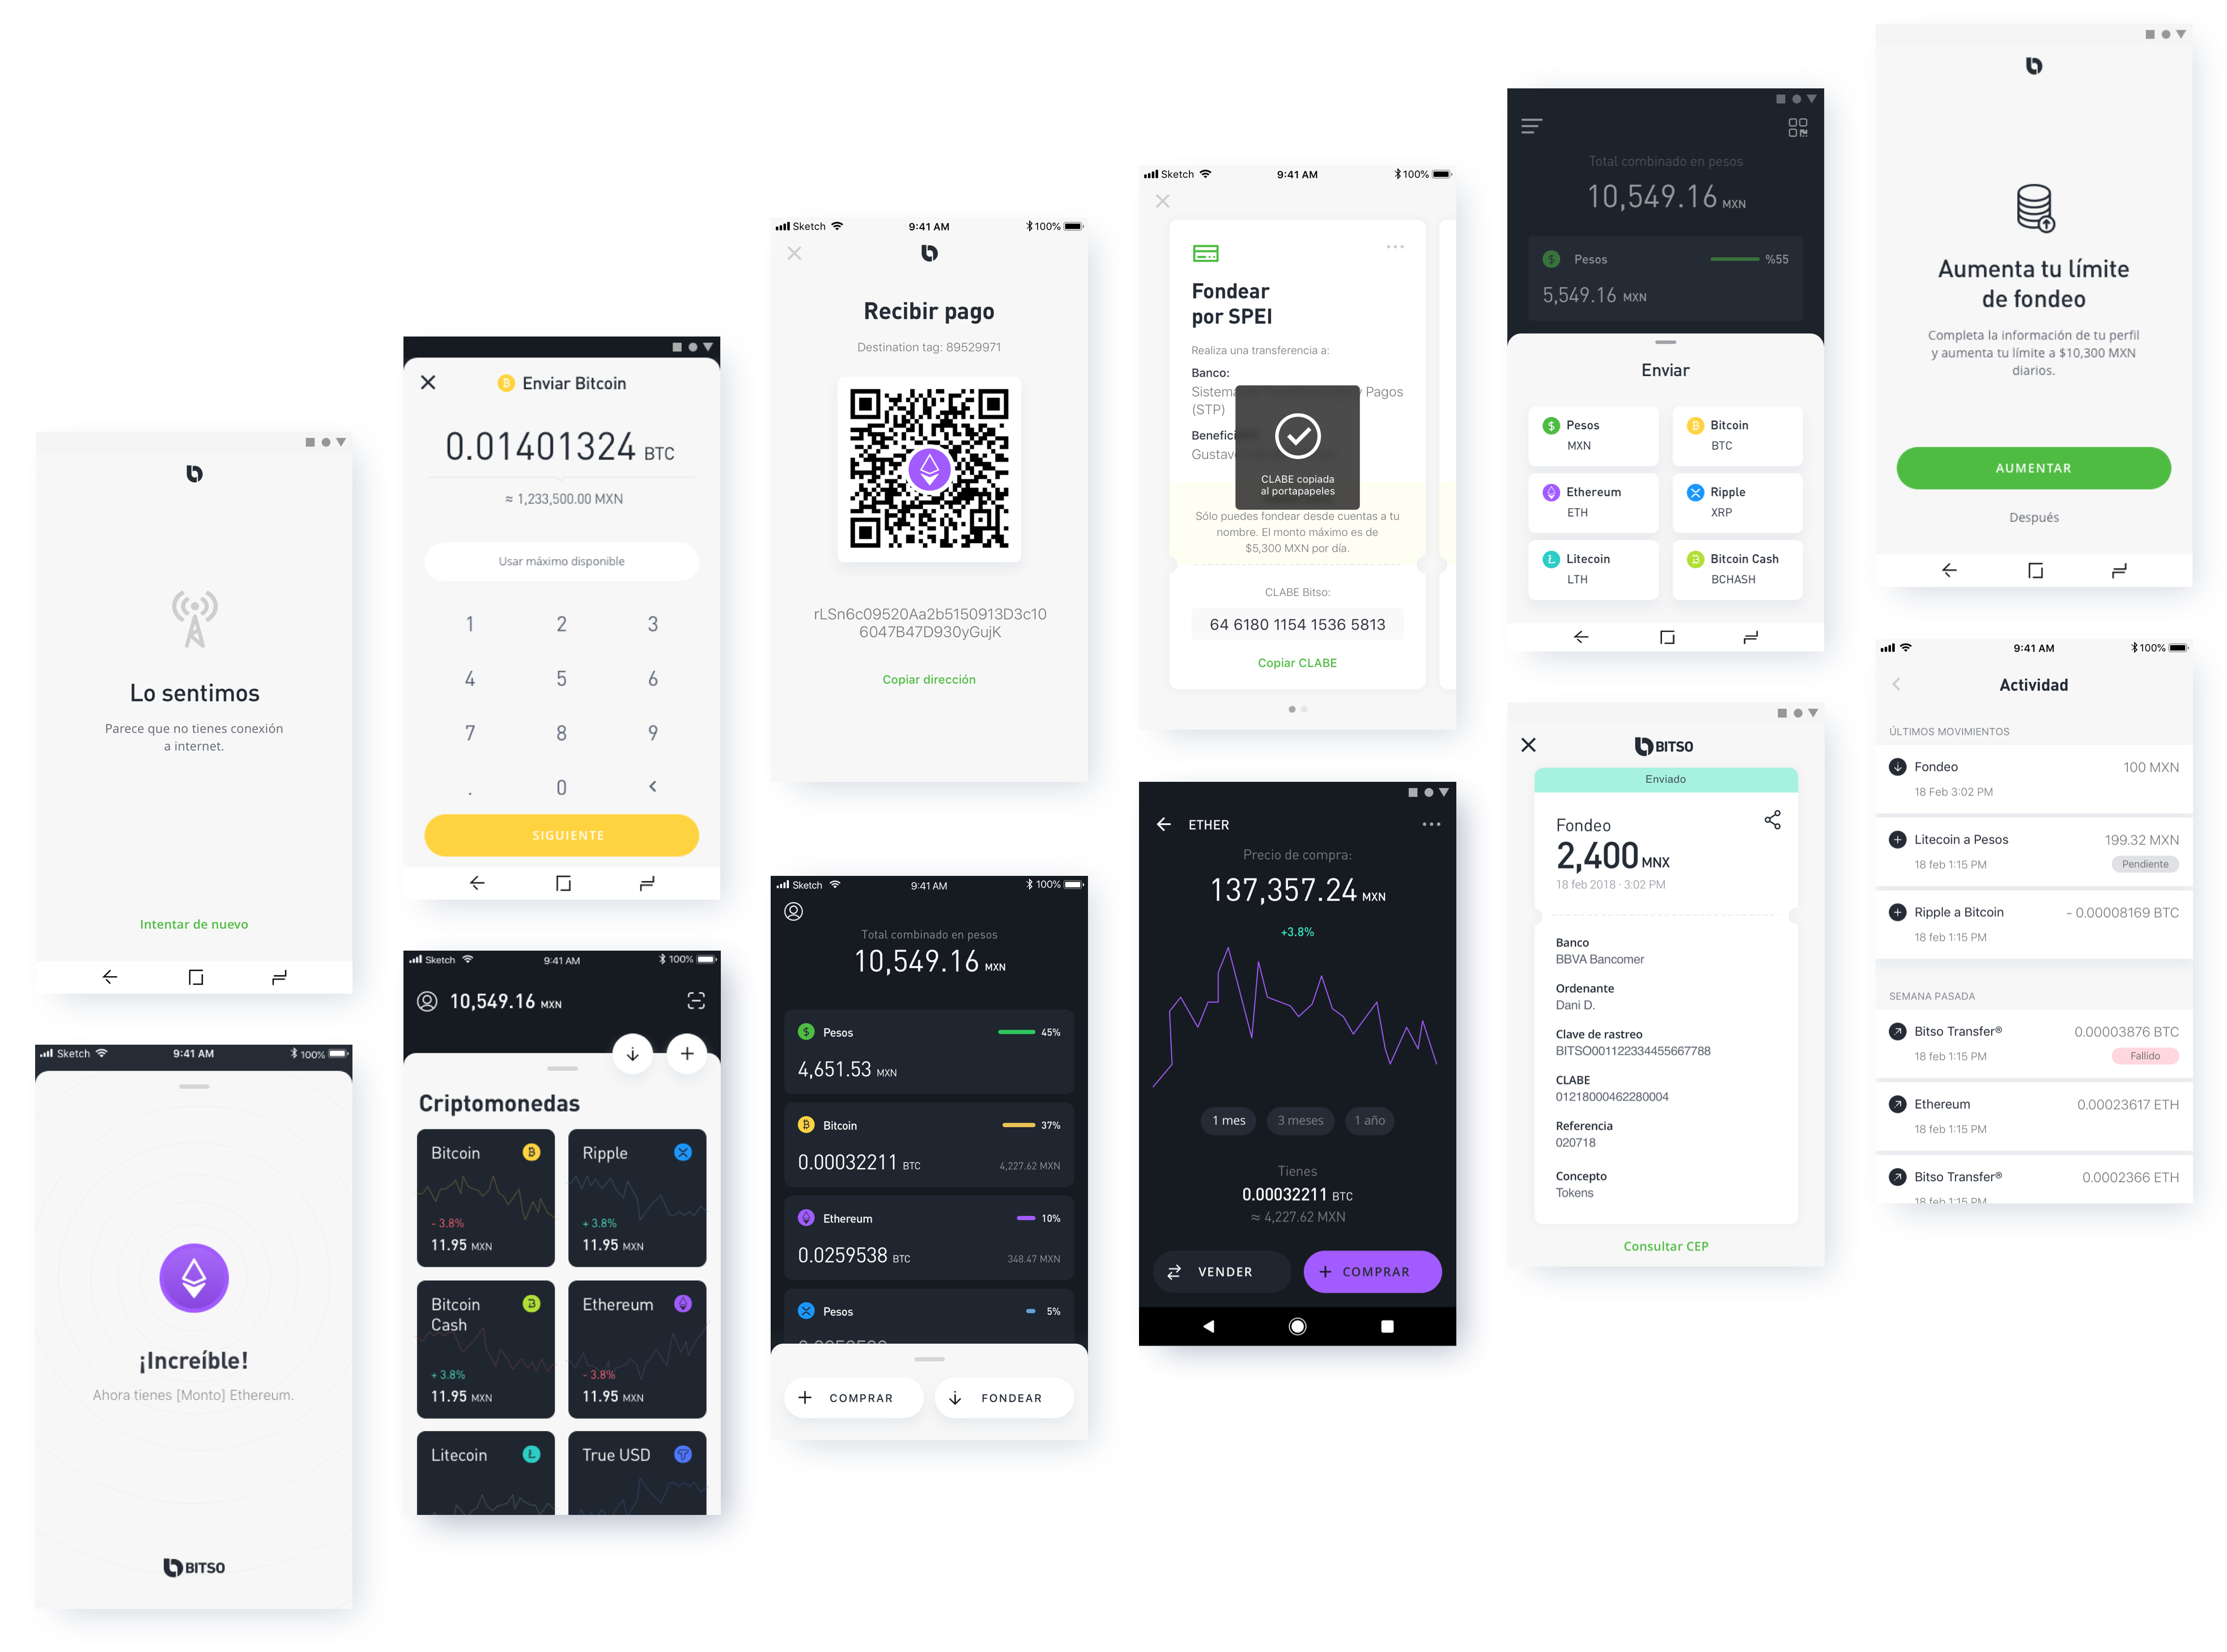 Lo sentimos
Parece que no tienes conexión
a internet.
Intentar de nuevo
Sketch 9:41 AM 100%
¡Increíble!
Ahora tienes [Monto] Ethereum.
BITSO
Enviar Bitcoin
0.01401324 BTC
≈ 1,233,500.00 MXN
Usar máximo disponible
1 2 3
4 5 6
7 8 9
. 0 <
SIGUIENTE
Sketch 9:41 AM 100%
10,549.16 MXN
Criptomonedas
Bitcoin
- 3.8%
11.95 MXN
Ripple
+ 3.8%
11.95 MXN
Bitcoin
Cash
+ 3.8%
11.95 MXN
Ethereum
- 3.8%
11.95 MXN
Litecoin
True USD
Sketch 9:41 AM 100%
Recibir pago
Destination tag: 89529971
rLSn6c09520Aa2b5150913D3c10
6047B47D930yGujK
Copiar dirección
Sketch 9:41 AM 100%
Total combinado en pesos
10,549.16 MXN
Pesos 45%
4,651.53 MXN
Bitcoin 37%
0.00032211 BTC 4,227.62 MXN
Ethereum 10%
0.0259538 BTC 348.47 MXN
Pesos 5%
+ COMPRAR
FONDEAR
Sketch 9:41 AM 100%
Fondear
por SPEI
Realiza una transferencia a:
Banco:
y Pagos
(STP)
CLABE copiada
al portapapeles
Sólo puedes fondear desde cuentas a tu
nombre. El monto máximo es de
$5,300 MXN por día.
CLABE Bitso:
64 6180 1154 1536 5813
Copiar CLABE
ETHER
Precio de compra:
137,357.24 MXN
+3.8%
1 mes 3 meses 1 año
Tienes
0.00032211 BTC
≈ 4,227.62 MXN
VENDER
+ COMPRAR
Total combinado en pesos
10,549.16 MXN
Pesos %55
5,549.16 MXN
Enviar
Pesos
MXN
Bitcoin
BTC
Ethereum
ETH
Ripple
XRP
Litecoin
LTH
Bitcoin Cash
BCHASH
BITSO
Enviado
Fondeo
2,400 MNX
18 feb 2018 · 3:02 PM
Banco
BBVA Bancomer
Ordenante
Dani D.
Clave de rastreo
BITSO001122334455667788
CLABE
01218000462280004
Referencia
020718
Concepto
Tokens
Consultar CEP
Aumenta tu límite
de fondeo
Completa la información de tu perfil
y aumenta tu límite a $10,300 MXN
diarios.
AUMENTAR
Después
9:41 AM 100%
Actividad
ÚLTIMOS MOVIMIENTOS
Fondeo 100 MXN
18 Feb 3:02 PM
Litecoin a Pesos 199.32 MXN
18 feb 1:15 PM Pendiente
Ripple a Bitcoin - 0.00008169 BTC
18 feb 1:15 PM
SEMANA PASADA
Bitso Transfer® 0.00003876 BTC
18 feb 1:15 PM Fallido
Ethereum 0.00023617 ETH
18 feb 1:15 PM
Bitso Transfer® 0.0002366 ETH
18 feb 1:15 PM